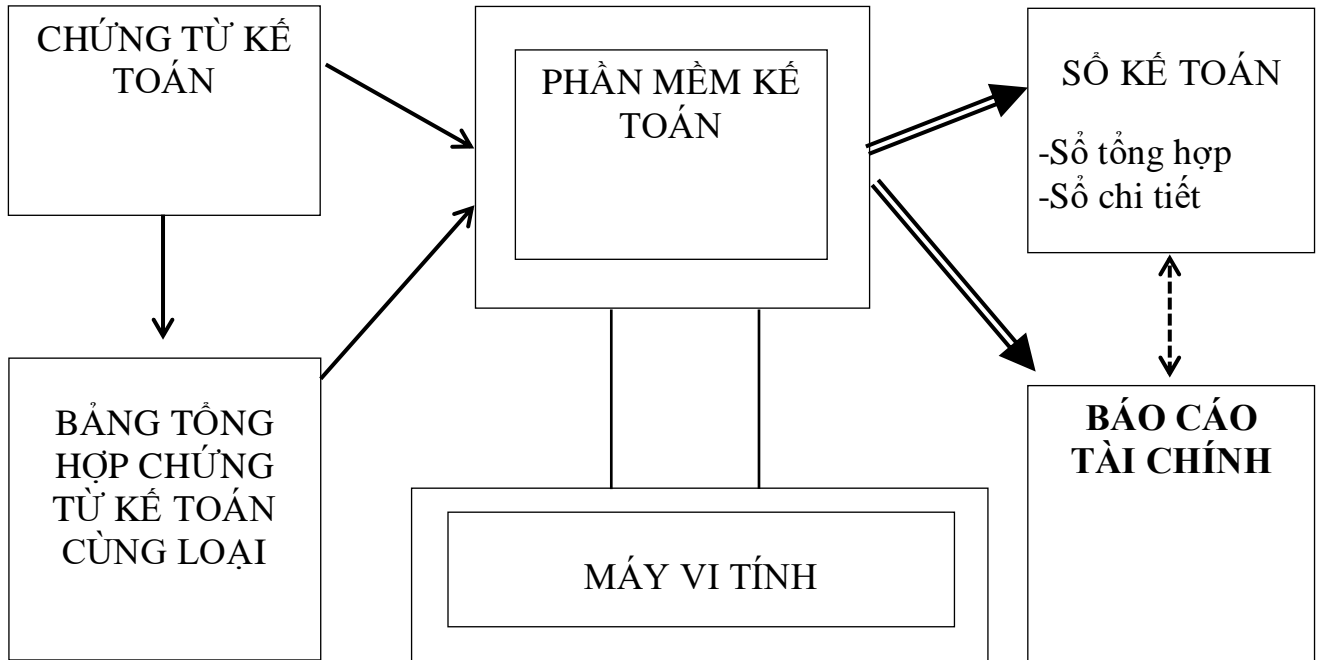 CHỨNG TỪ KẾ
TOÁN
PHẦN MỀM KẾ
TOÁN
SỔ KẾ TOÁN
-Sổ tổng hợp
-Sổ chi tiết
BẢNG TỔNG
HỢP CHỨNG
TỪ KẾ TOÁN
CÙNG LOẠI
MÁY VI TÍNH
BÁO CÁO
TÀI CHÍNH